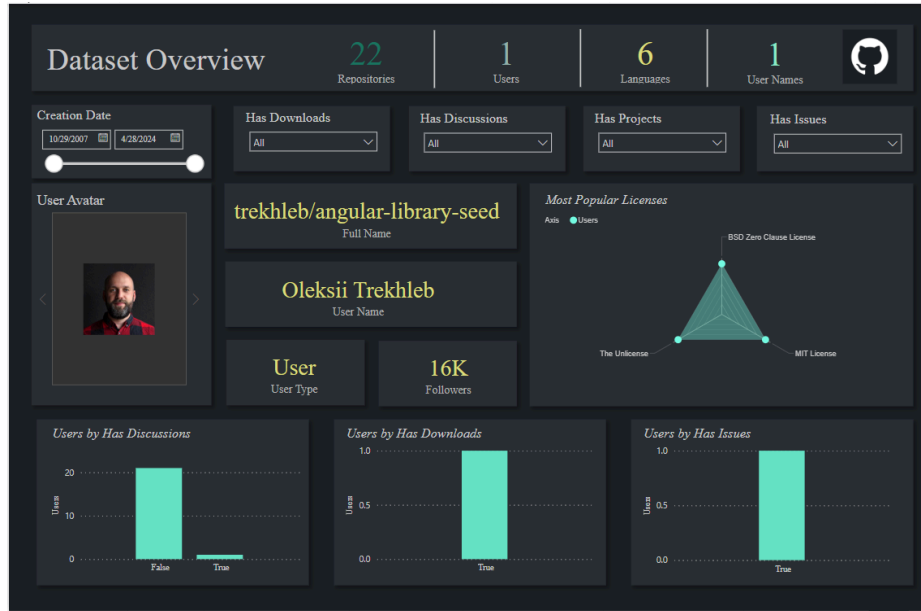 Dataset Overview
22
Repositories
1
Users
6
Languages
1
User Names
Creation Date
10/29/2007
4/28/2024
Has Downloads
All
Has Discussions
All
Has Projects
All
Has Issues
All
User Avatar
trekhleb/angular-library-seed
Full Name
Oleksii Trekhleb
User Name
User
User Type
16K
Followers
Most Popular Licenses
Axis Users
BSD Zero Clause License
The Unlicense
MIT License
Users by Has Discussions
Users
20
10
0
False
True
Users by Has Downloads
Users
1.0
0.5
0.0
True
Users by Has Issues
Users
1.0
0.5
0.0
True